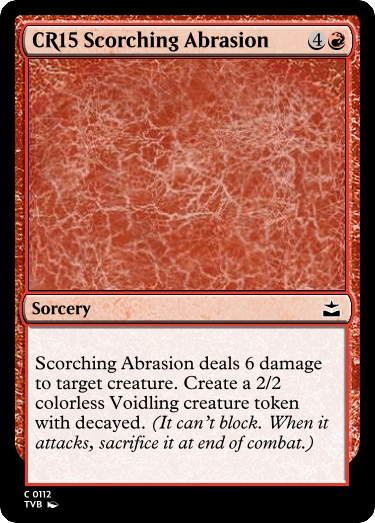 CR15 Scorching Abrasion 4
Sorcery
Scorching Abrasion deals 6 damage
to target creature. Create a 2/2
colorless Voidling creature token
with decayed. (It can't block. When it
attacks, sacrifice it at end of combat.)
C 0112
TVB